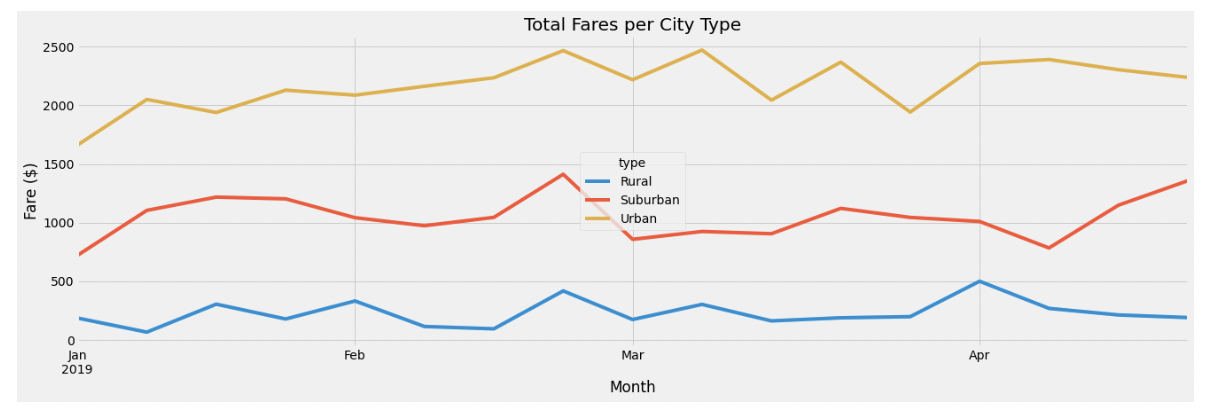 Total Fares per City Type
2500
2000
1500
1000
500
0
Fare ($)
type
Rural
Suburban
Urban
Jan
2019
Feb
Mar
Apr
Month